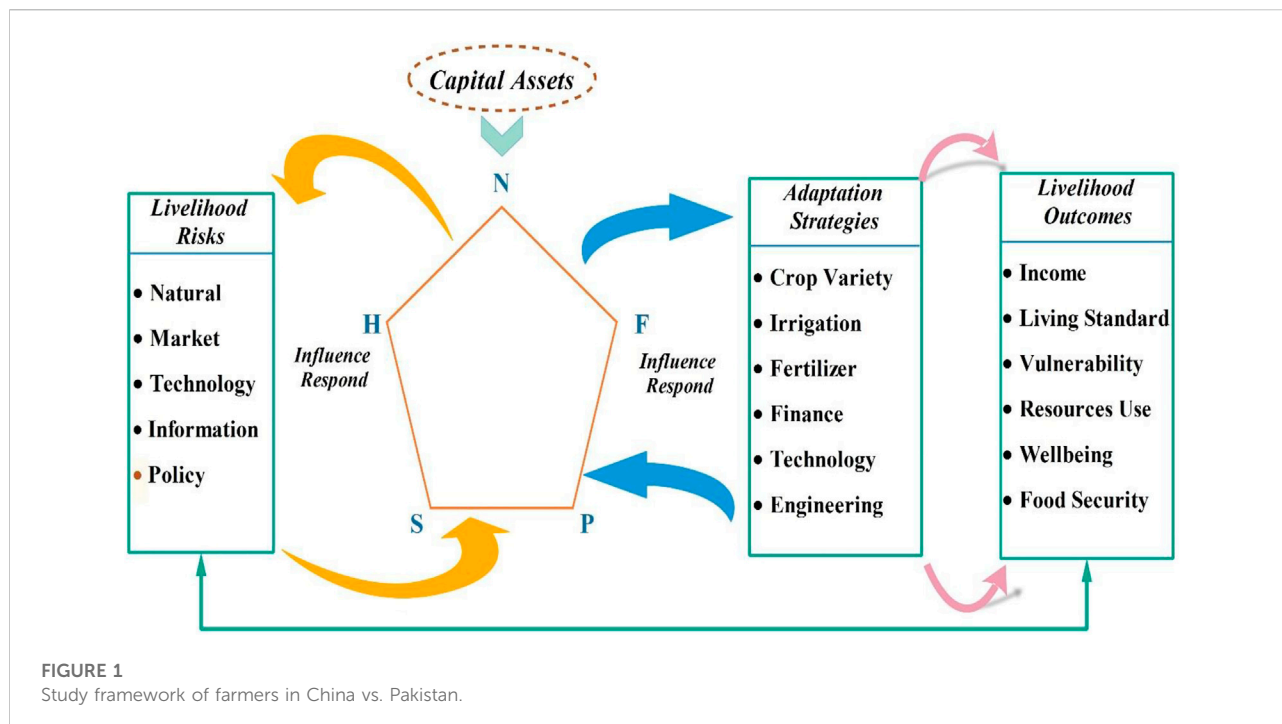 Capital Assets
N
H
F
S
P
Influence
Respond
Influence
Respond
Livelihood
Risks
• Natural
• Market
• Technology
• Information
• Policy
Adaptation
Strategies
• Crop Variety
• Irrigation
• Fertilizer
• Finance
• Technology
• Engineering
Livelihood
Outcomes
• Income
• Living Standard
• Vulnerability
• Resources Use
• Wellbeing
• Food Security
FIGURE 1
Study framework of farmers in China vs. Pakistan.